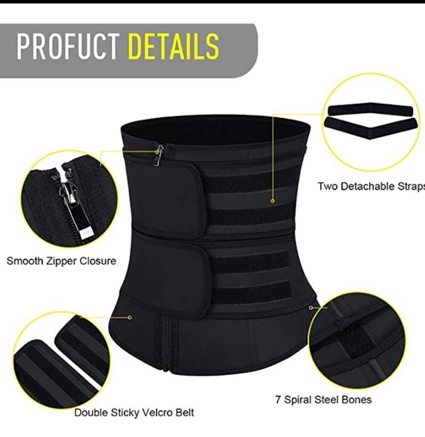 PROFUCT DETAILS
Two Detachable Straps
Smooth Zipper Closure
7 Spiral Steel Bones
Double Sticky Velcro Belt